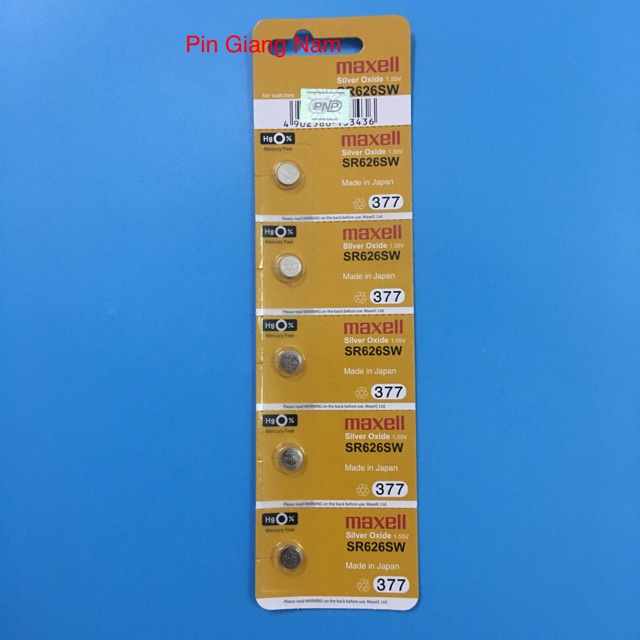 Pin Giang Nam
maxell
Silver Oxide 1.55V
SR626SW
for watches
PNP
Hg 0%
Mercury Free
maxell
Silver Oxide 1.55V
SR626SW
Made in Japan
377
Please read WARNING on the back before use. Maxell, Ltd.
Hg 0%
Mercury Free
maxell
Silver Oxide 1.55V
SR626SW
Made in Japan
377
Please read WARNING on the back before use. Maxell, Ltd.
Hg 0%
Mercury Free
maxell
Silver Oxide 1.55V
SR626SW
Made in Japan
377
Please read WARNING on the back before use. Maxell, Ltd.
Hg 0%
Mercury Free
maxell
Silver Oxide 1.55V
SR626SW
Made in Japan
377
Please read WARNING on the back before use. Maxell, Ltd.
Hg 0%
Mercury Free
maxell
Silver Oxide 1.55V
SR626SW
Made in Japan
377
Please read WARNING on the back before use. Maxell, Ltd.